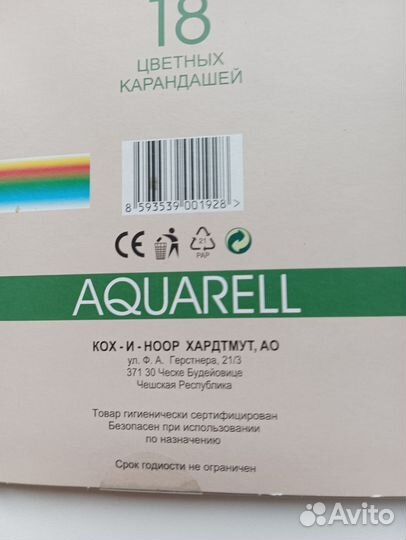 18
ЦВЕТНЫХ
КАРАНДАШЕЙ
8 593539 001928 >
CE
21
PAP
AQUARELL
КОХ - И - НООР ХАРДТМУТ, АО
ул. Ф. А. Герстнера, 21/3
371 30 Ческе Будейовице
Чешская Республика
Товар гигиенически сертифицирован
Безопасен при использовании
по назначению
Срок годиости не ограничен
Avito